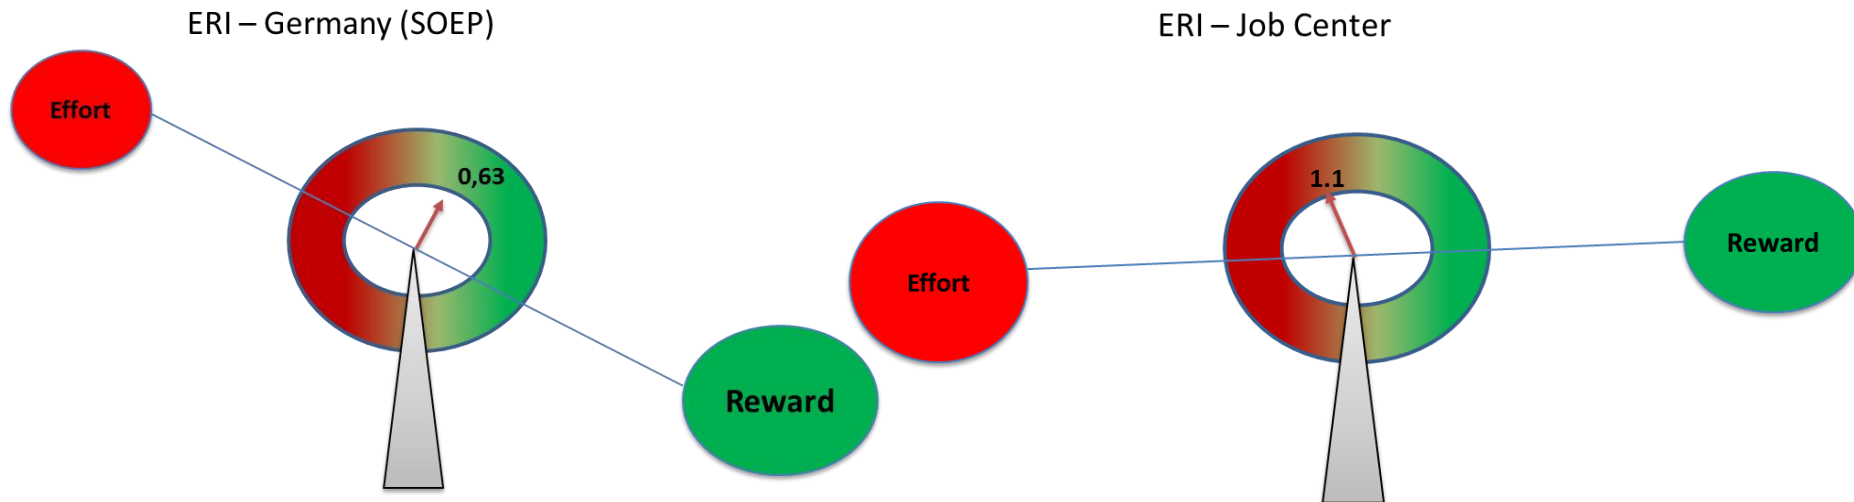 ERI – Germany (SOEP)
Effort
0,63
Reward
ERI – Job Center
Effort
1.1
Reward